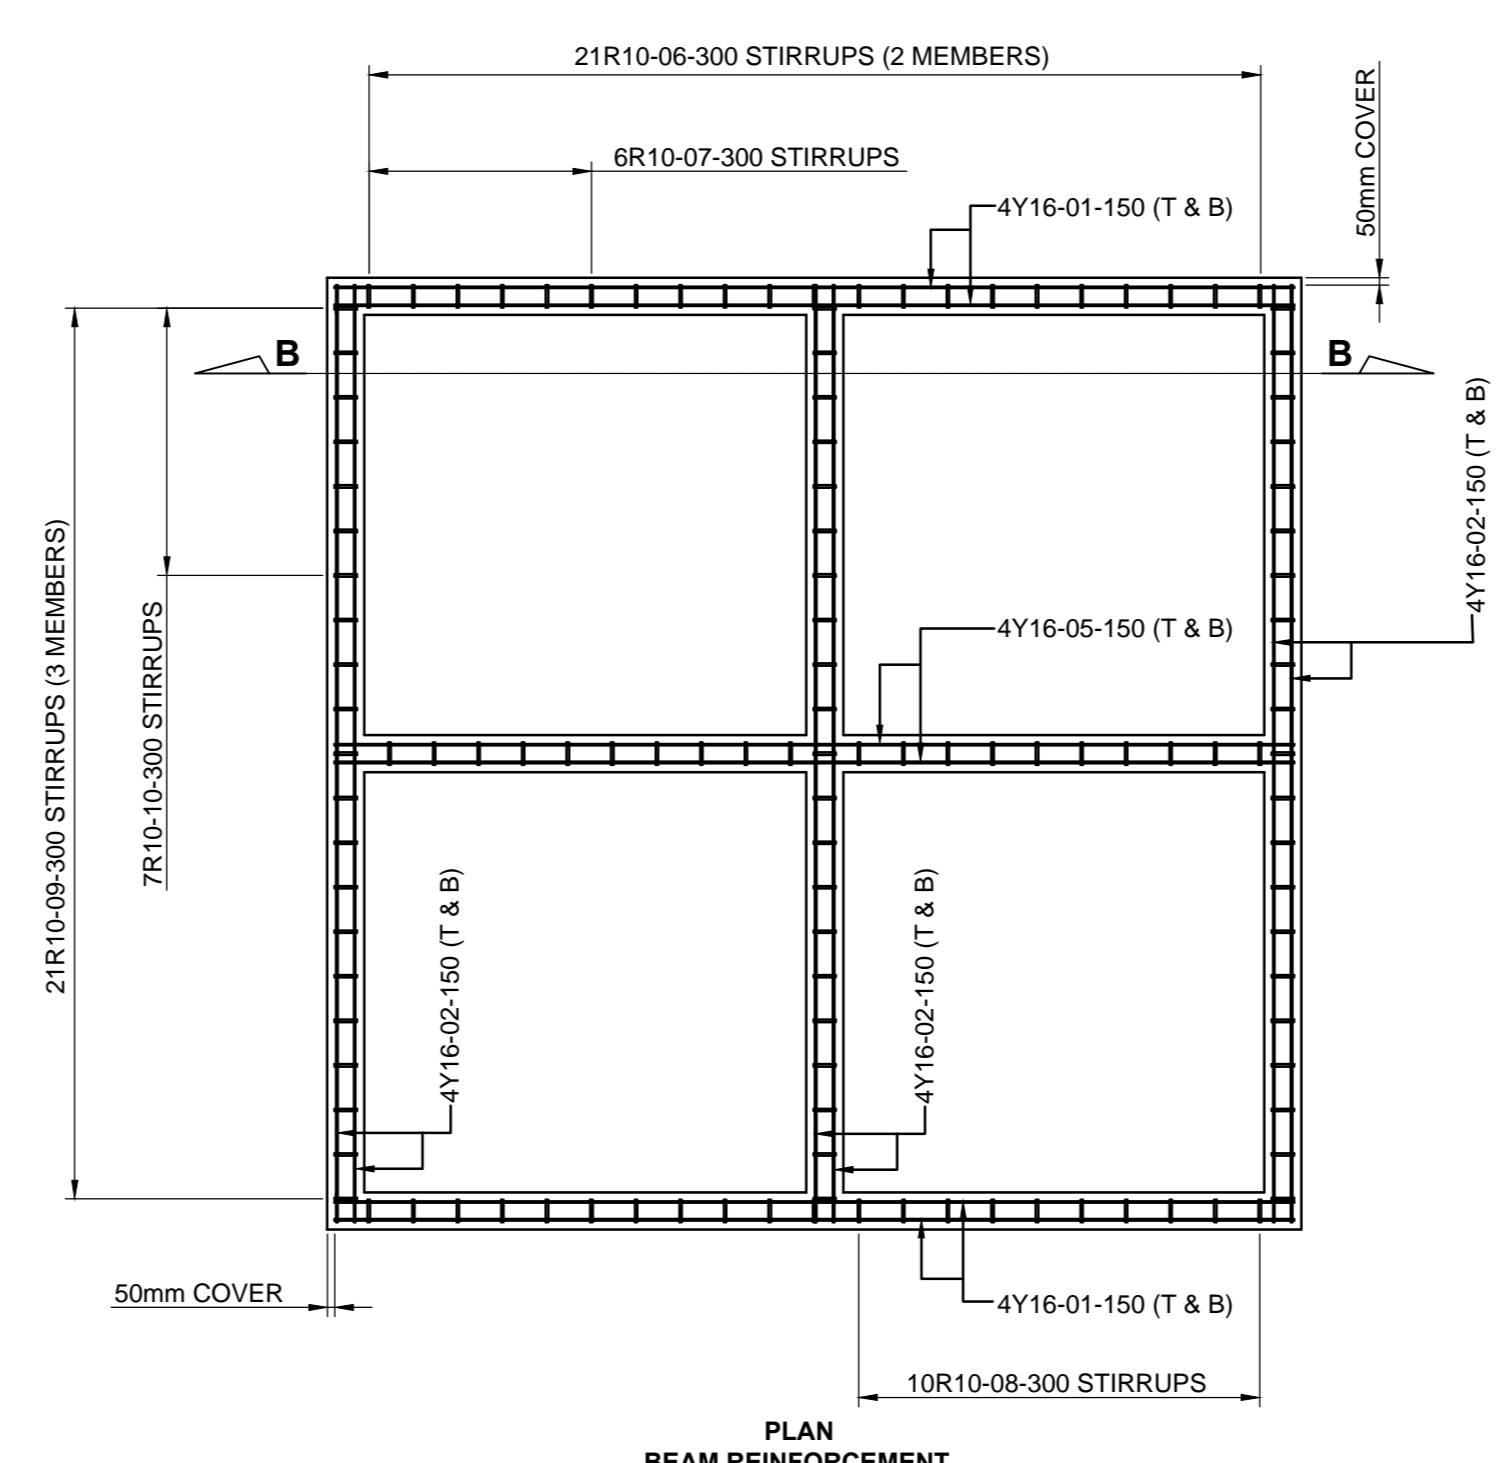 21R10-06-300 STIRRUPS (2 MEMBERS)
6R10-07-300 STIRRUPS
50mm COVER
4Y16-01-150 (T & B)
B
B
4Y16-02-150 (T & B)
21R10-09-300 STIRRUPS (3 MEMBERS)
7R10-10-300 STIRRUPS
4Y16-05-150 (T & B)
4Y16-02-150 (T & B)
4Y16-02-150 (T & B)
50mm COVER
4Y16-01-150 (T & B)
10R10-08-300 STIRRUPS
PLAN
BEAM REINFORCEMENT